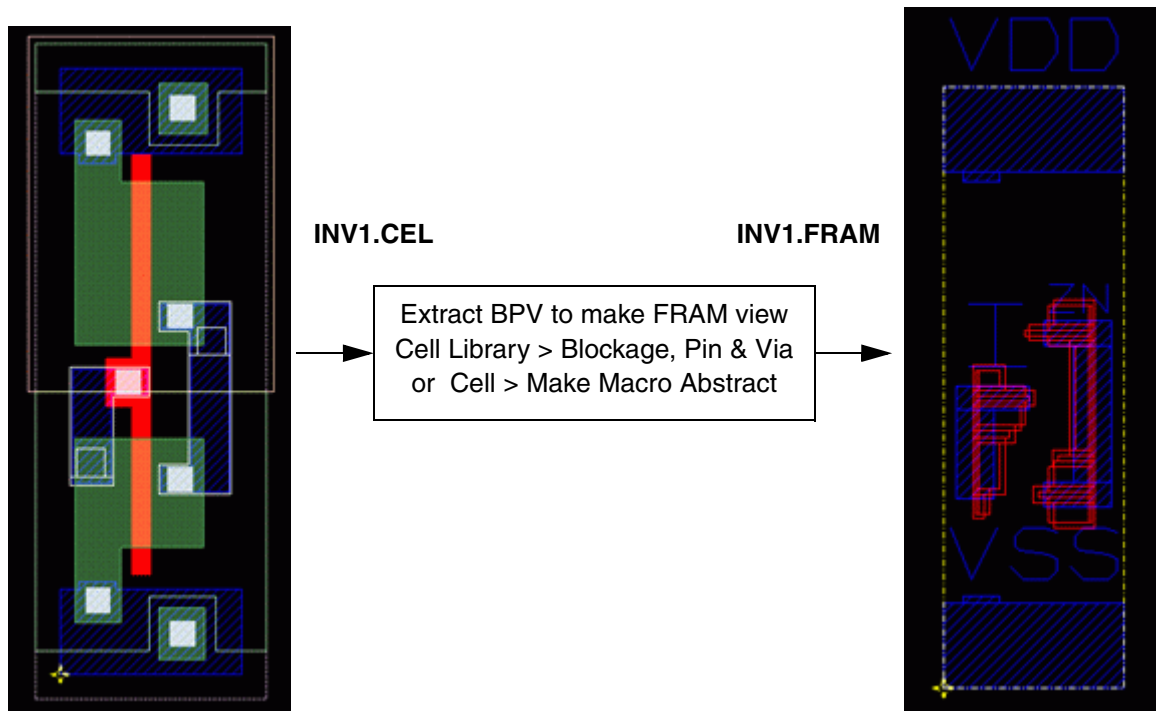 VDD
INV1.CEL
INV1.FRAM
Extract BPV to make FRAM view
Cell Library > Blockage, Pin & Via
or Cell > Make Macro Abstract
ZN
I
VSS